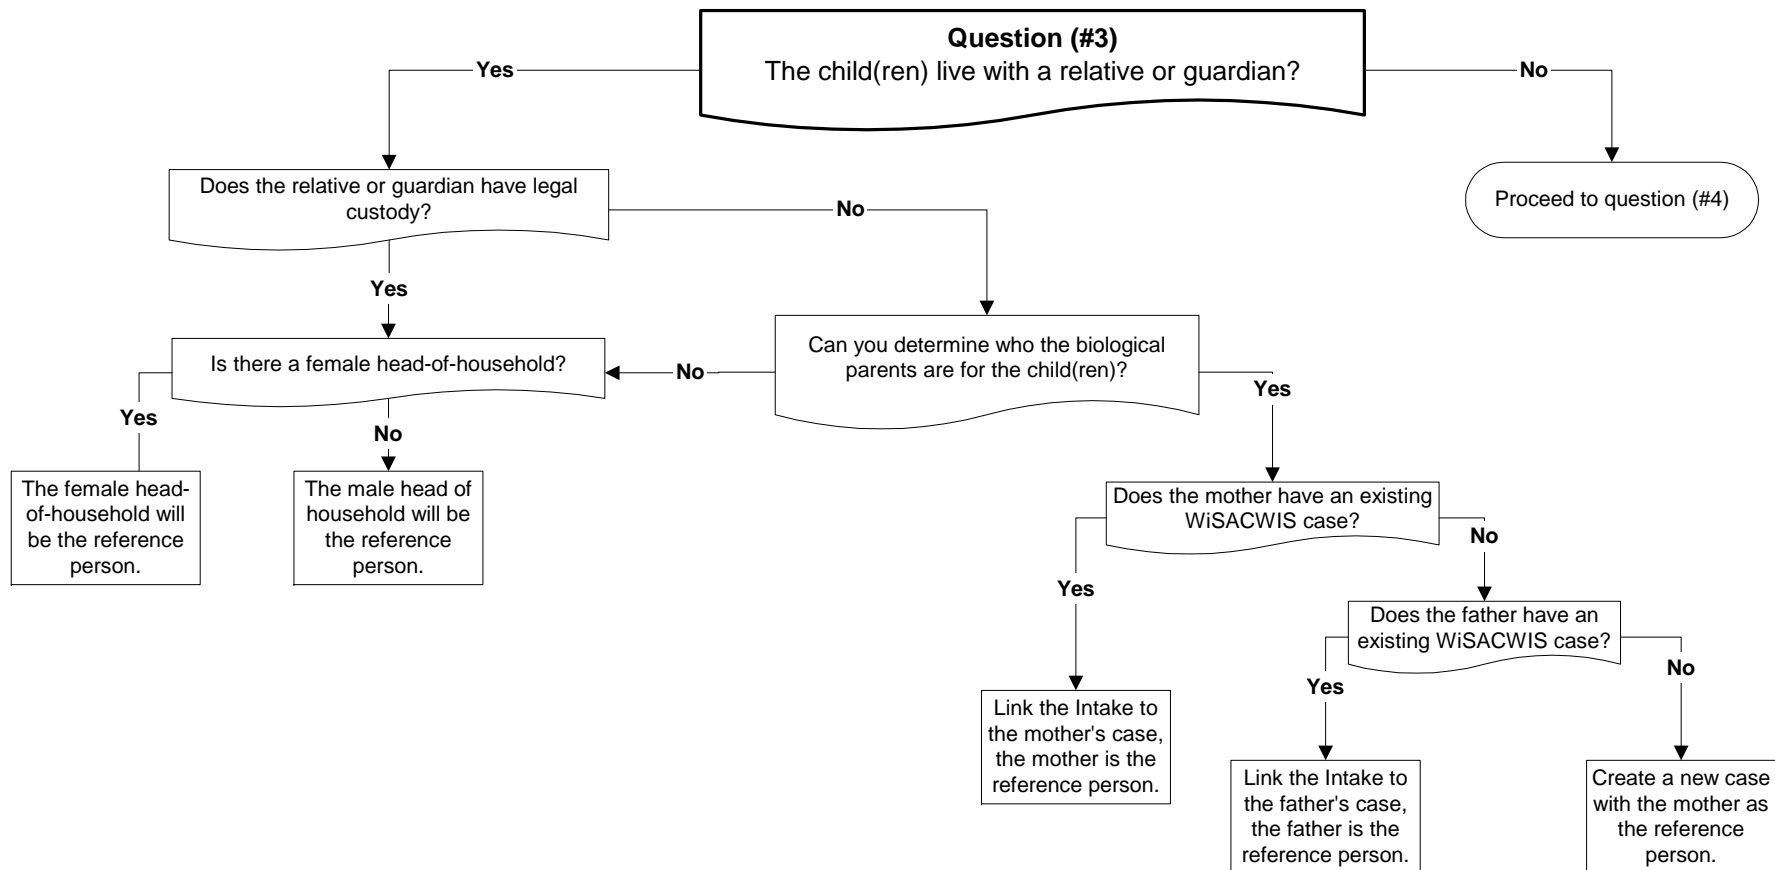 Question (#3)
The child(ren) live with a relative or guardian?
Yes
No
Does the relative or guardian have legal
custody?
No
Proceed to question (#4)
Yes
Is there a female head-of-household?
No
Can you determine who the biological
parents are for the child(ren)?
Yes
Yes
No
The female head-
of-household will
be the reference
person.
The male head of
household will be
the reference
person.
Does the mother have an existing
WiSACWIS case?
No
Yes
Does the father have an
existing WiSACWIS case?
Yes
No
Link the Intake to
the mother's case,
the mother is the
reference person.
Link the Intake to
the father's case,
the father is the
reference person.
Create a new case
with the mother as
the reference
person.